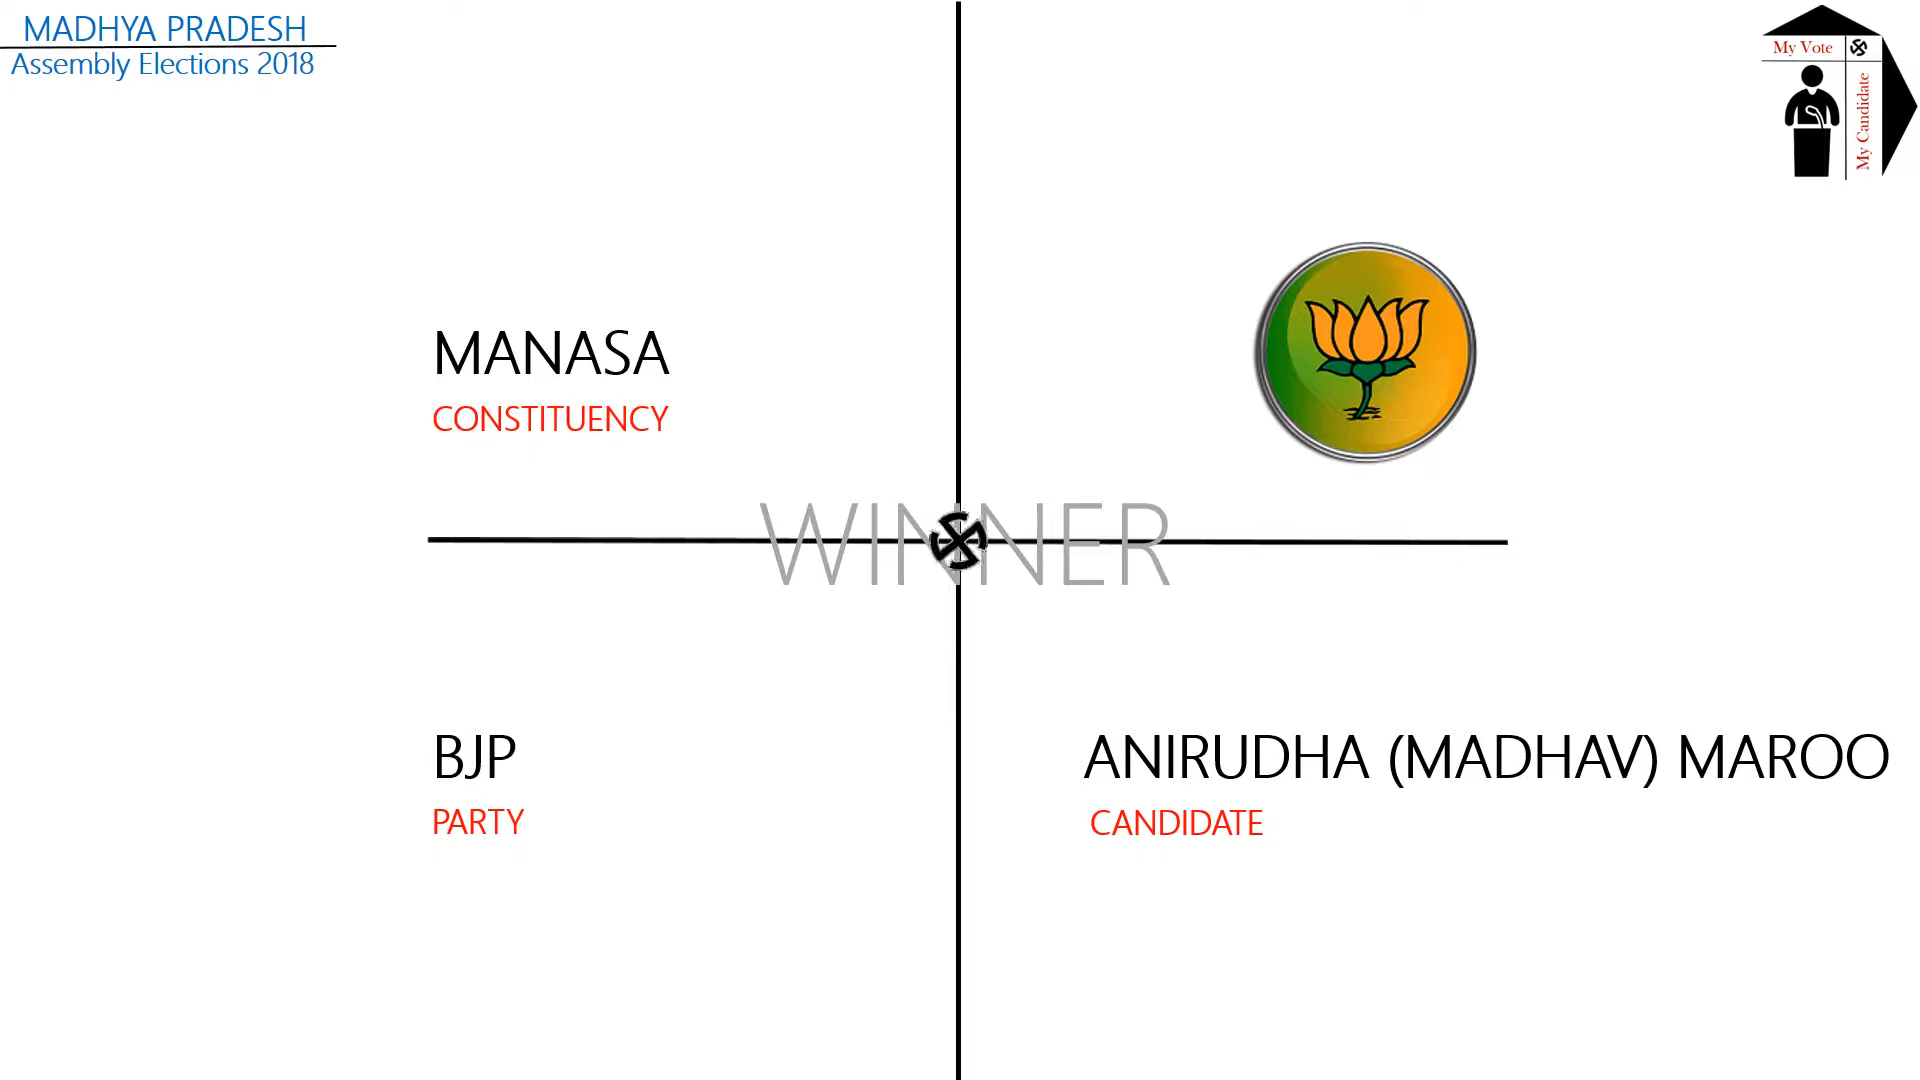 MADHYA PRADESH
Assembly Elections 2018
My Vote
My Candidate
MANASA
CONSTITUENCY
WINNER
BJP
PARTY
ANIRUDHA (MADHAV) MAROO
CANDIDATE